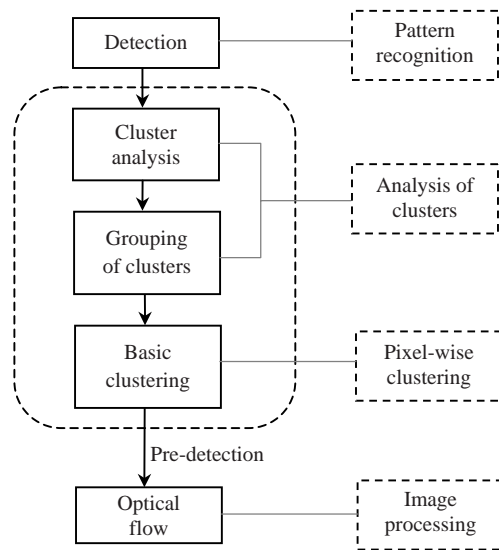 Detection
Pattern
recognition
Cluster
analysis
Analysis of
clusters
Grouping
of clusters
Basic
clustering
Pixel-wise
clustering
Pre-detection
Optical
flow
Image
processing